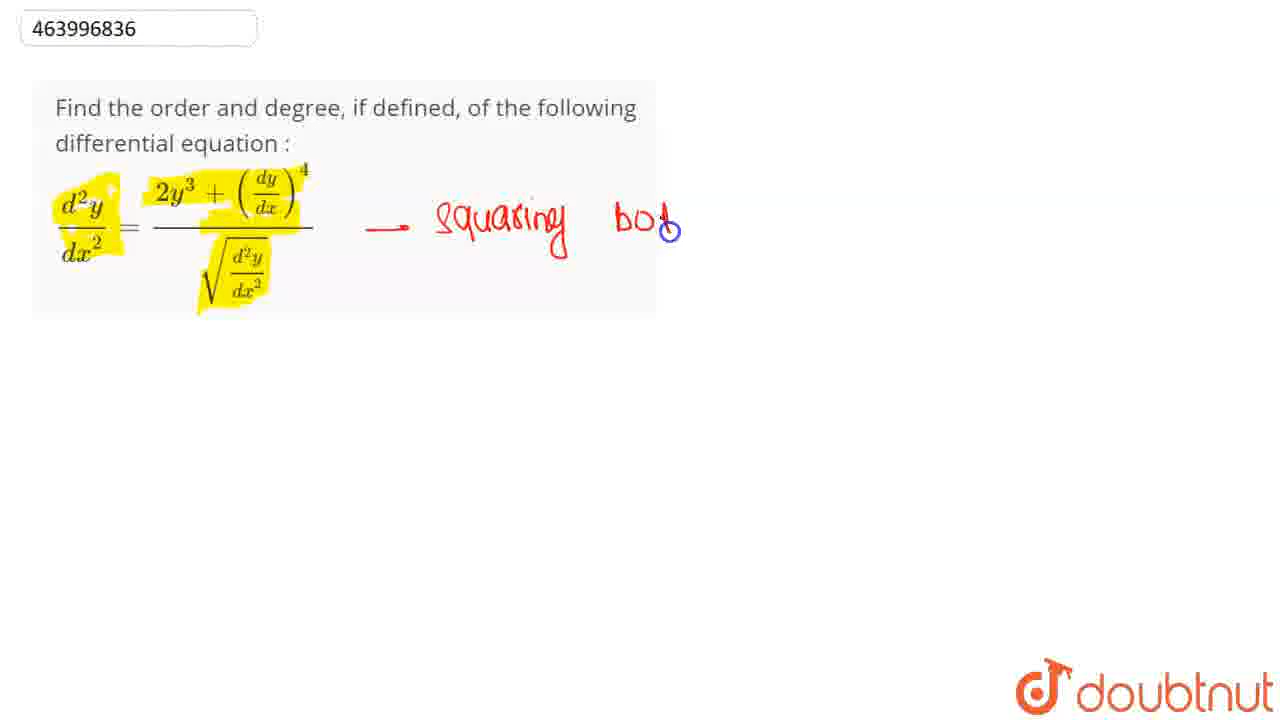 463996836
Find the order and degree, if defined, of the following
differential equation :
d²y/dx² = (2y³ + (dy/dx)⁴)/√(d²y/dx²) — squaring bot
doubtnut